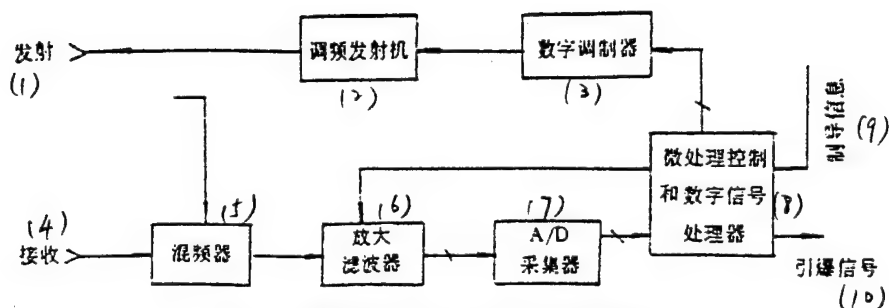 发射
(1)
调频发射机
(2)
数字调制器
(3)
制导信息
(9)
微处理控制
和数字信号
处理器
(8)
(4)
接收
(5)
混频器
(6)
放大
滤波器
(7)
A/D
采集器
引爆信号
(10)